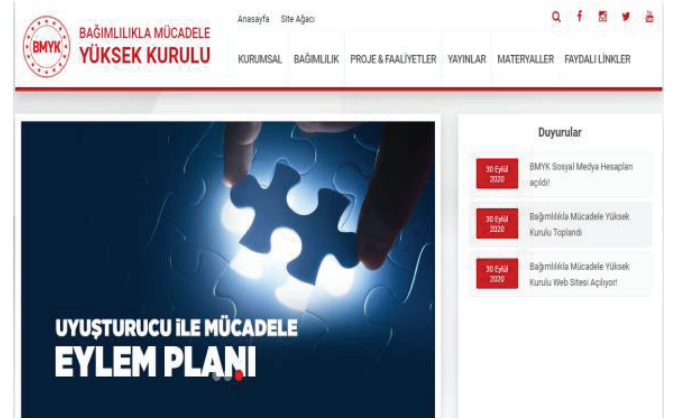 Anasayfa Site Ağacı
BMYK
BAĞIMLILIKLA MÜCADELE
YÜKSEK KURULU
KURUMSAL BAĞIMLILIK PROJE & FAALİYETLER YAYINLAR MATERYALLER FAYDALI LİNKLER
UYUŞTURUCU İLE MÜCADELE
EYLEM PLANI
Duyurular
30 Eylül
2020
BMYK Sosyal Medya Hesapları
açıldı!
30 Eylül
2020
Bağımlılıkla Mücadele Yüksek
Kurulu Toplandı
30 Eylül
2020
Bağımlılıkla Mücadele Yüksek
Kurulu Web Sitesi Açılıyor!